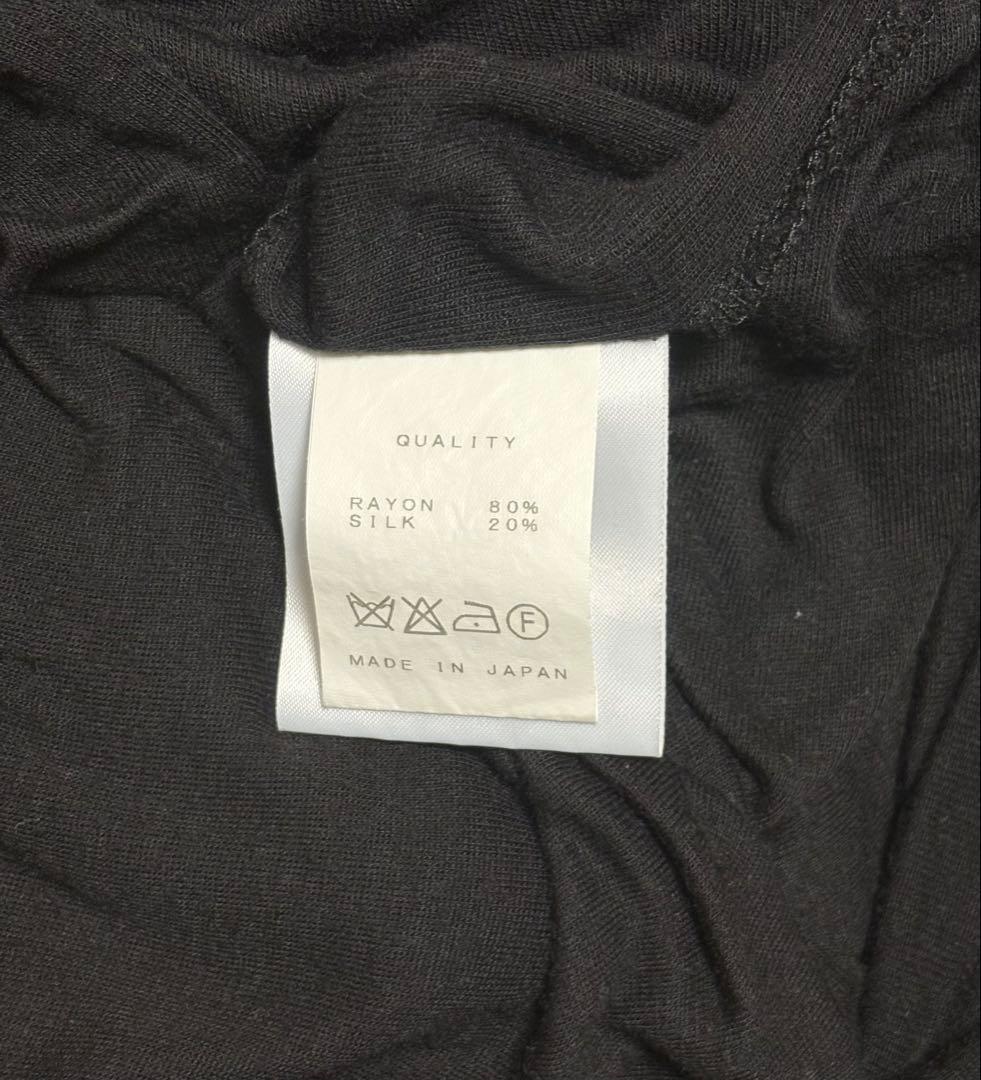 QUALITY
RAYON 80%
SILK 20%
F
MADE IN JAPAN